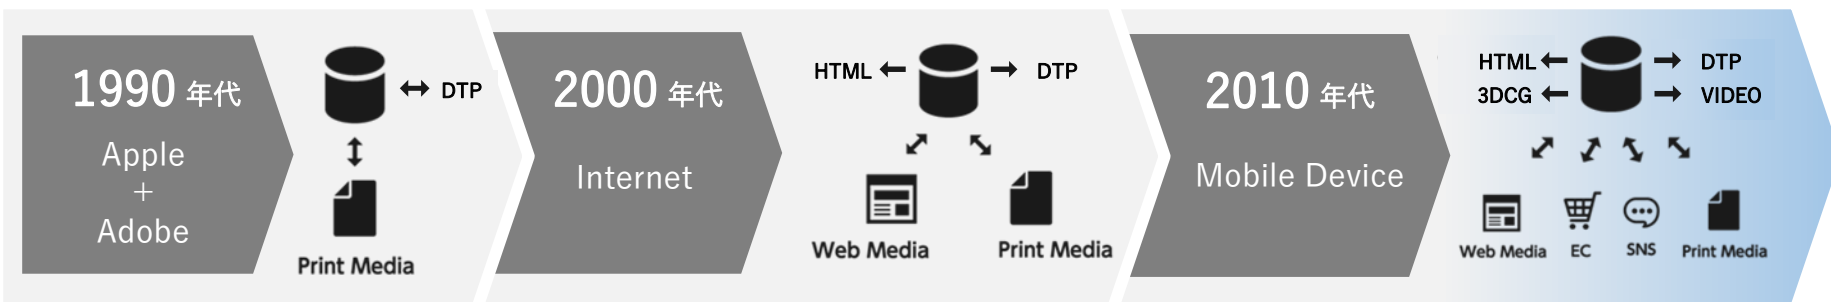 1990 年代
Apple
+
Adobe
DTP
Print Media
2000 年代
Internet
HTML
DTP
Web Media
Print Media
2010 年代
Mobile Device
HTML
DTP
3DCG
VIDEO
Web Media
EC
SNS
Print Media